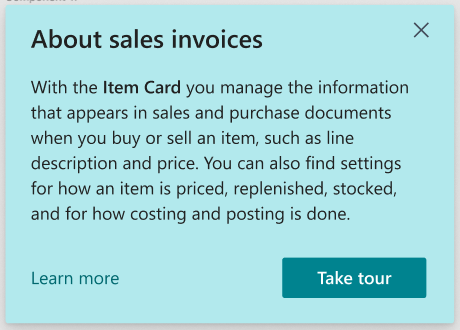 About sales invoices
With the Item Card you manage the information
that appears in sales and purchase documents
when you buy or sell an item, such as line
description and price. You can also find settings
for how an item is priced, replenished, stocked,
and for how costing and posting is done.
Learn more
Take tour